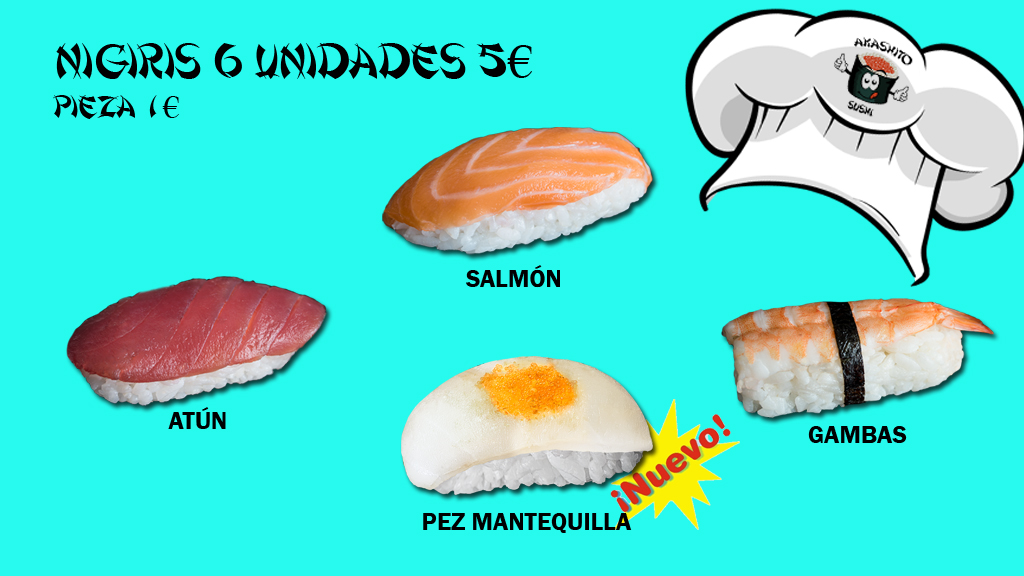 NIGIRIS 6 UNIDADES 5€
PIEZA 1€
AKASHITO
SUSHI
SALMÓN
ATÚN
GAMBAS
¡Nuevo!
PEZ MANTEQUILLA